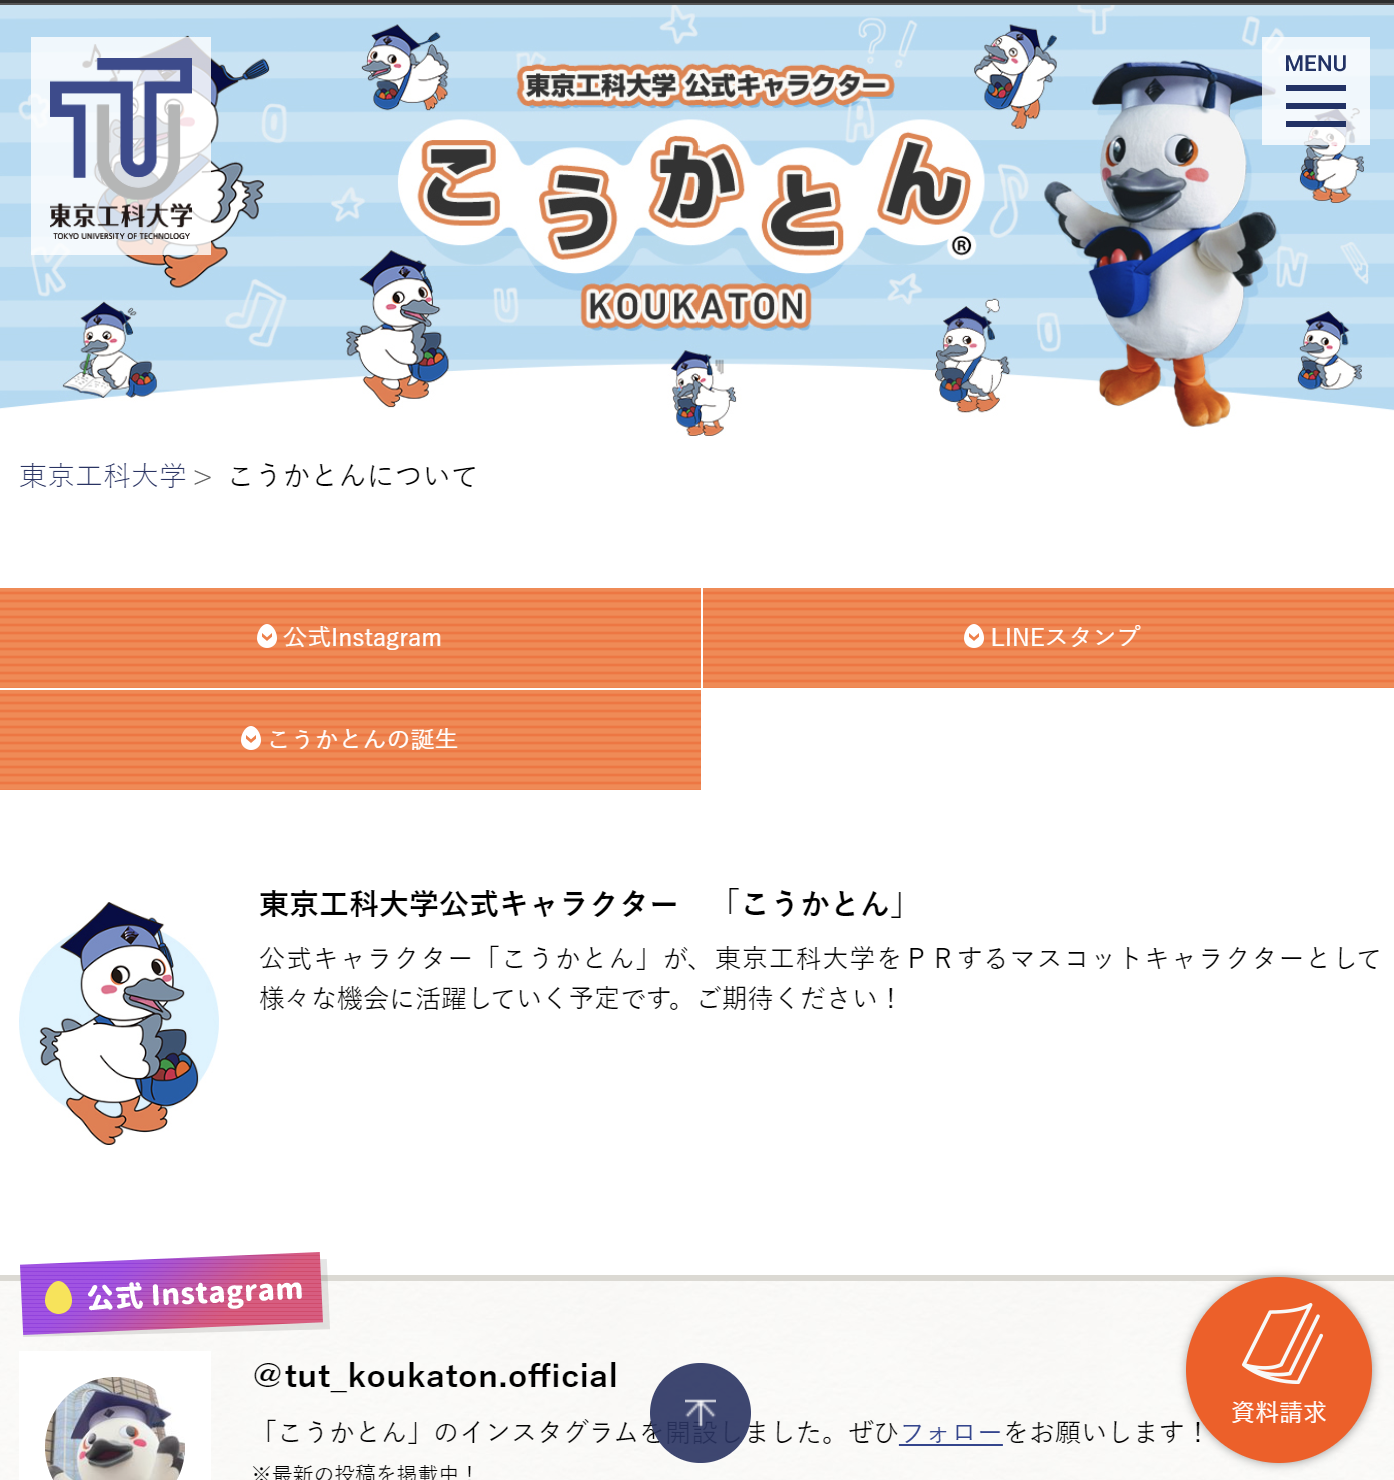 東京工科大学
TOKYO UNIVERSITY OF TECHNOLOGY
東京工科大学 公式キャラクター
こうかとん®
KOUKATON
MENU
東京工科大学 > こうかとんについて
公式Instagram
LINEスタンプ
こうかとんの誕生
東京工科大学公式キャラクター　「こうかとん」
公式キャラクター「こうかとん」が、東京工科大学をＰＲするマスコットキャラクターとして
様々な機会に活躍していく予定です。ご期待ください！
公式 Instagram
@tut_koukaton.official
「こうかとん」のインスタグラムを開設しました。ぜひフォローをお願いします！
※最新の投稿を掲載中！
資料請求